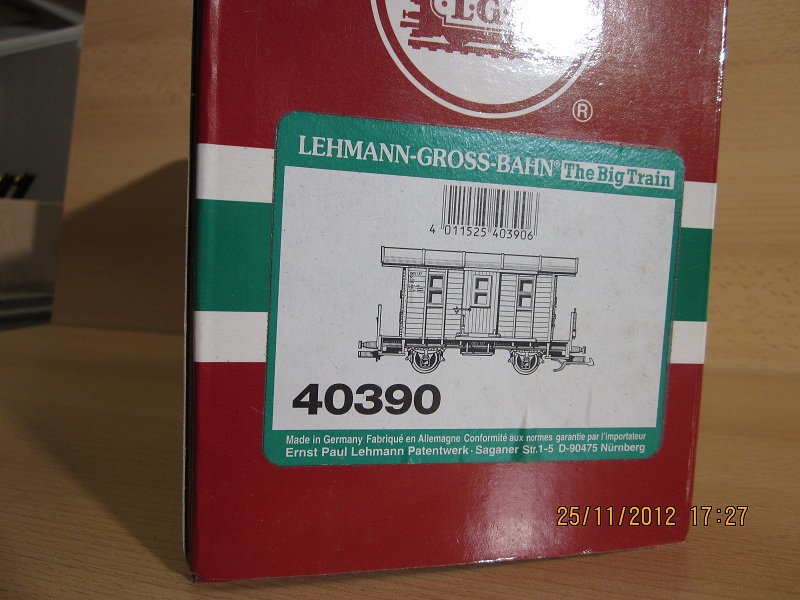 L.G.
®
LEHMANN-GROSS-BAHN® The Big Train
4 011525 403906
40390
Made in Germany Fabriqué en Allemagne Conformité aux normes garantie par l'importateur
Ernst Paul Lehmann Patentwerk · Saganer Str.1-5 D-90475 Nürnberg
25/11/2012 17:27